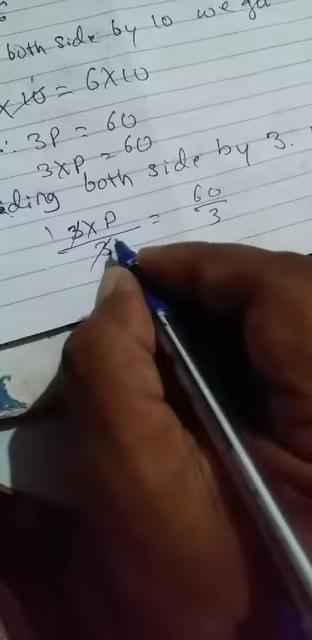 both side by 10 we
x 10 = 6x10
∴ 3P = 60
3xP = 60
ding both side by 3.
1 3xP / 3 = 60 / 3